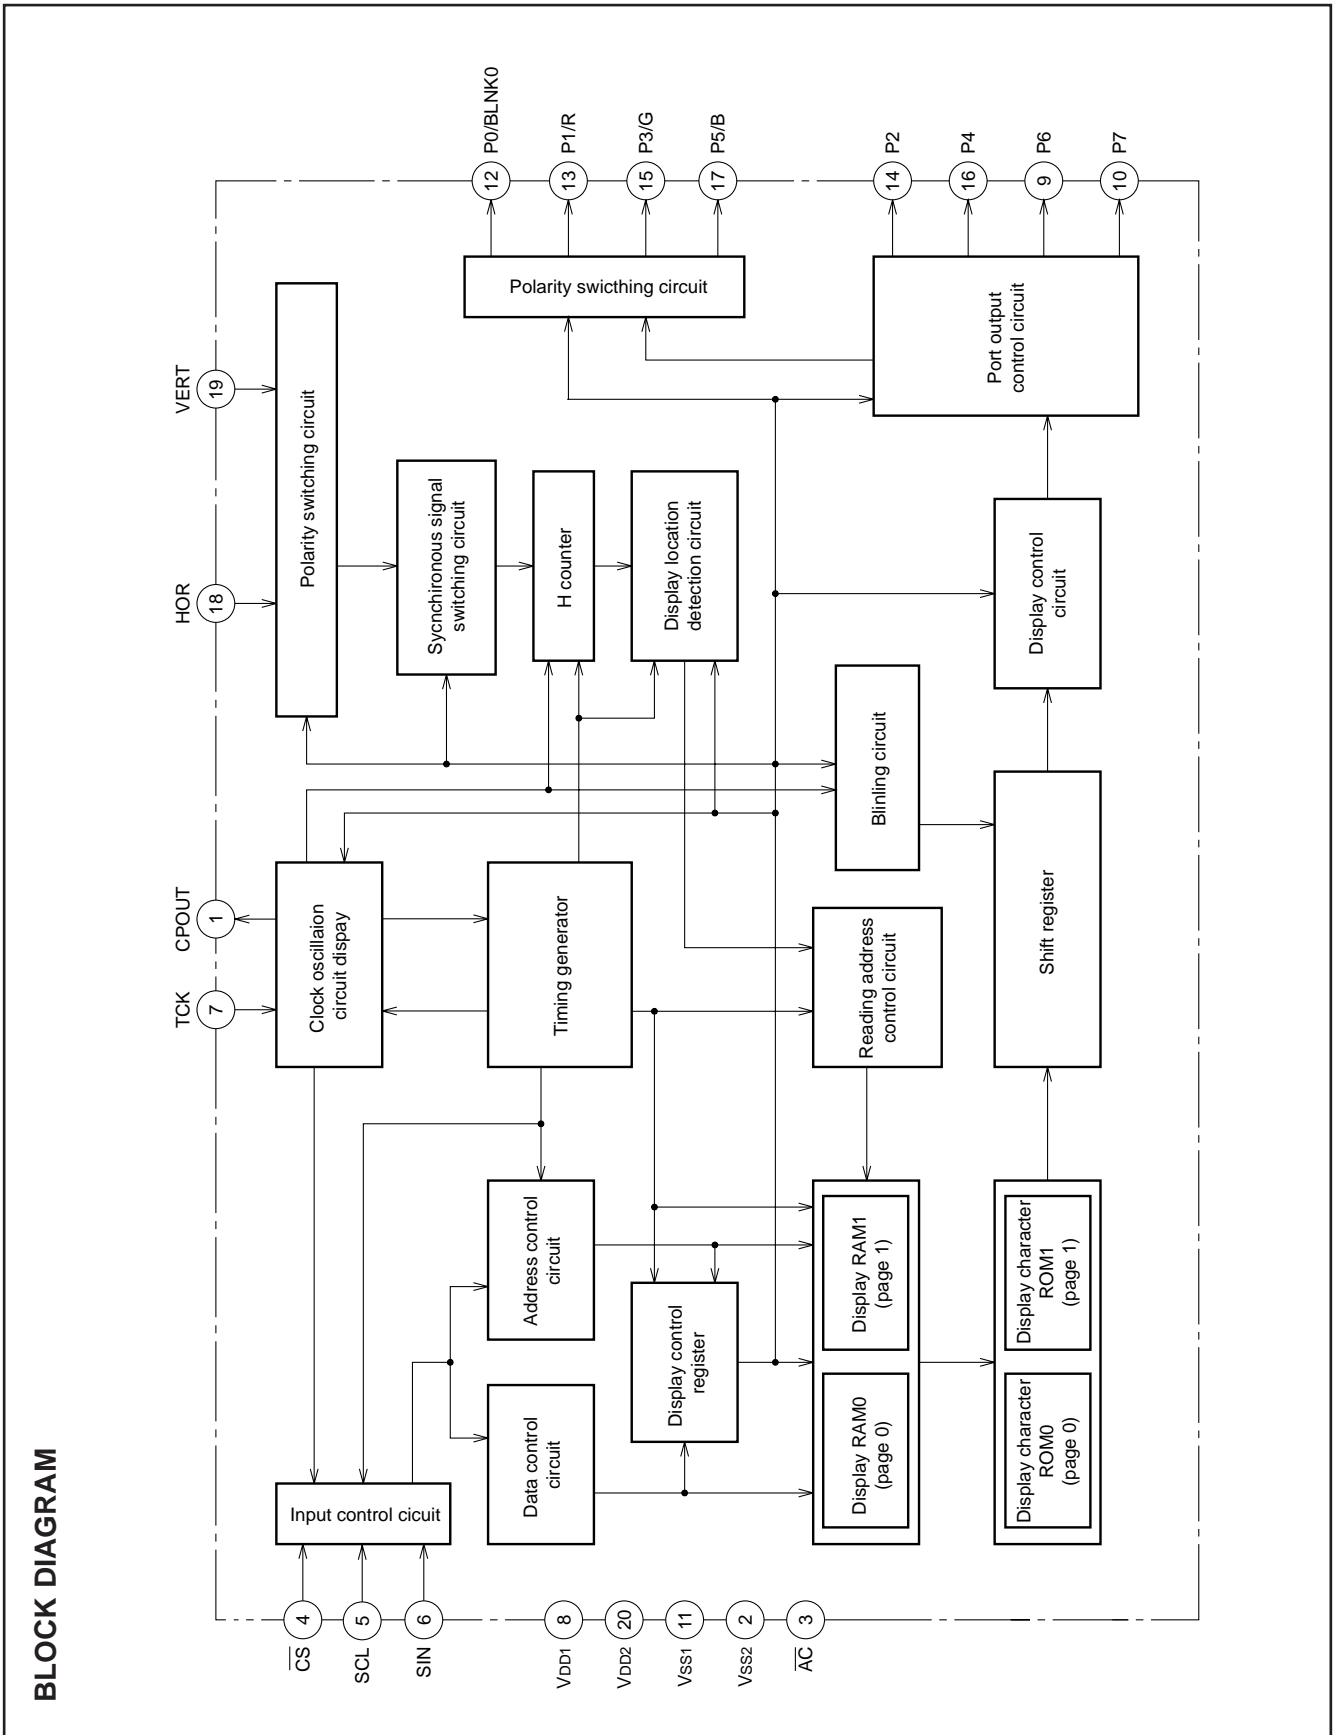 BLOCK DIAGRAM
TCK
7
CPOUT
1
HOR
18
VERT
19
CS
4
SCL
5
SIN
6
VDD1
8
VDD2
20
VSS1
11
VSS2
2
AC
3
Input control cicuit
Clock oscillaion
circuit dispay
Polarity switching circuit
Data control
circuit
Address control
circuit
Timing generator
Sycnchironous signal
switching circuit
H counter
Display location
detection circuit
Display control
register
Polarity swicthing circuit
12
P0/BLNK0
13
P1/R
15
P3/G
17
P5/B
Display RAM0
(page 0)
Display RAM1
(page 1)
Reading address
control circuit
Blinling circuit
Display character
ROM0
(page 0)
Display character
ROM1
(page 1)
Shift register
Display control
circuit
Port output
control circuit
14
P2
16
P4
9
P6
10
P7